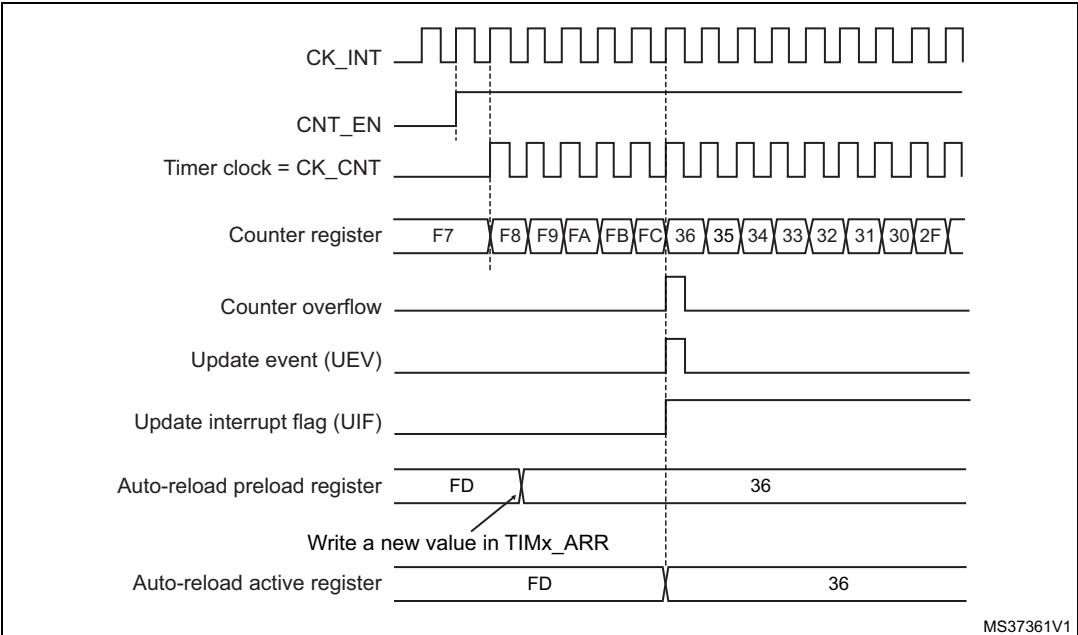 CK_INT
CNT_EN
Timer clock = CK_CNT
Counter register F7 F8 F9 FA FB FC 36 35 34 33 32 31 30 2F
Counter overflow
Update event (UEV)
Update interrupt flag (UIF)
Auto-reload preload register FD 36
Write a new value in TIMx_ARR
Auto-reload active register FD 36
MS37361V1